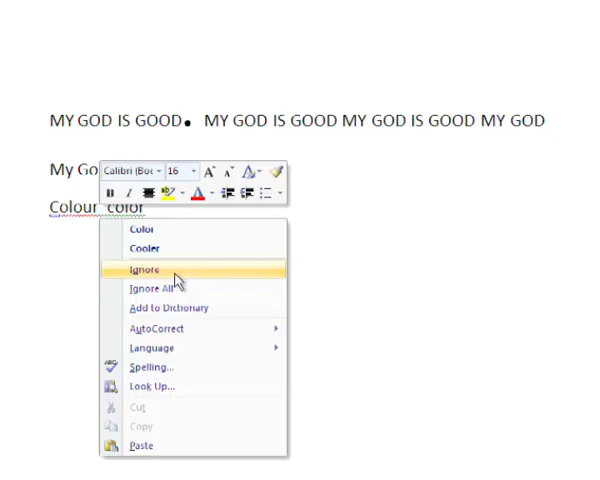 MY GOD IS GOOD. MY GOD IS GOOD MY GOD IS GOOD MY GOD
My Go
Calibri (Boc 16 A A A
B I A
Colour color
Color
Cooler
Ignore
Ignore All
Add to Dictionary
AutoCorrect
Language
Spelling...
Look Up...
Cut
Copy
Paste